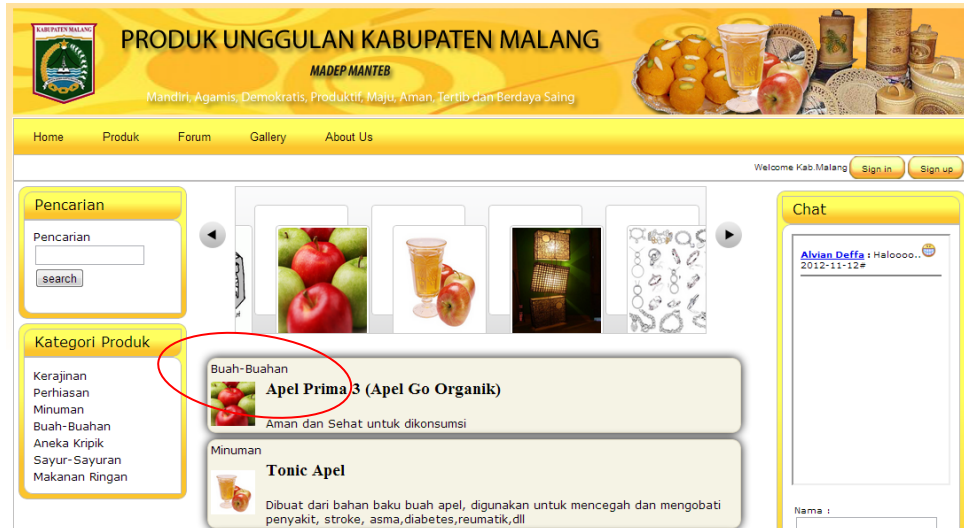 KABUPATEN MALANG
PRODUK UNGGULAN KABUPATEN MALANG
MADEP MANTEB
Mandiri, Agamis, Demokratis, Produktif, Maju, Aman, Tertib dan Berdaya Saing
Home Produk Forum Gallery About Us
Welcome Kab.Malang Sign in Sign up
Pencarian
Pencarian
search
Kategori Produk
Kerajinan
Perhiasan
Minuman
Buah-Buahan
Aneka Kripik
Sayur-Sayuran
Makanan Ringan
Buah-Buahan
Apel Prima 3 (Apel Go Organik)
Aman dan Sehat untuk dikonsumsi
Minuman
Tonic Apel
Dibuat dari bahan baku buah apel, digunakan untuk mencegah dan mengobati
penyakit, stroke, asma,diabetes,reumatik,dll
Chat
Alvian Deffa : Haloooo..
2012-11-12#
Nama :